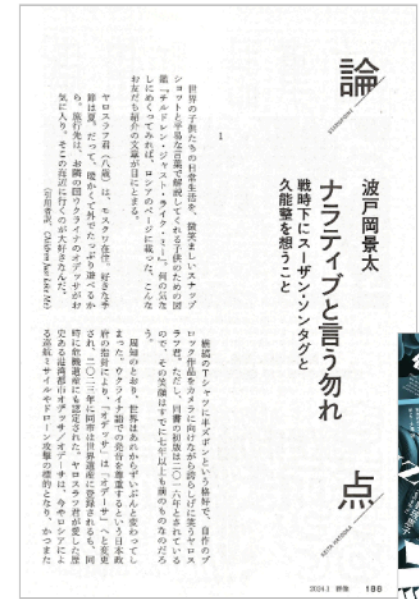 論
VIEWPOINT
点
KEITA HATOOKA
波戸岡景太
ナラティブと言う勿れ
戦時下にスーザン・ソンタグと
久能整を想うこと
1
世界の子供たちの日常生活を、微笑ましいスナップ
ショットと平易な言葉で解説してくれる子供のための図
鑑『チルドレン・ジャスト・ライク・ミー』。何の気な
しにめくってみれば、ロシアのページに載った、こんな
お友だち紹介の文章が目にとまる。
ヤロスラフ君(八歳)は、モスクワ在住。好きな季
節は夏。だって、暖かくて外でたっぷり遊べるか
ら。旅行先は、お隣の国ウクライナのオデッサがお
気に入り。そこの海辺に行くのが大好きなんだ。
(引用者訳、Children Just Like Me)
のTシャツに半ズボンという格好で、自作のブ
ロック作品をカメラに向けながら誇らしげに笑うヤロス
ラフ君。ただし、同書の初版は二〇一六年とされている
ので、その笑顔はすでに七年以上も前のものなのだろ
う。
周知のとおり、世界はあれからずいぶんと変わってし
まった。ウクライナ語での発音を尊重するという日本政
府の指針により、「オデッサ」は「オデーサ」へと変更
され、二〇二三年に同市は世界遺産に登録されるも、同
時に危機遺産にも認定された。ヤロスラフ君が愛した歴
史ある港湾都市オデッサ/オデーサは、今やロシアによ
る巡航ミサイルやドローン攻撃の標的となり、かつまた
2024.1 群像 188